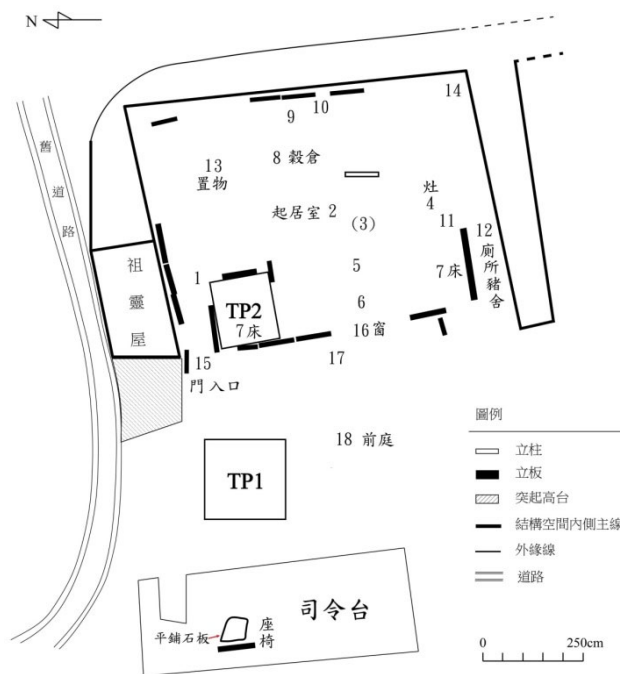 N
舊道路
14
9
10
13
置物
8 穀倉
灶
4
起居室 2
(3)
11
12
廁所豬舍
祖靈屋
1
5
7床
TP2
7床
6
16 窗
15
門入口
17
18 前庭
TP1
圖例
立柱
立板
突起高台
結構空間內側主線
外緣線
道路
司令台
座椅
平鋪石板
0 250cm